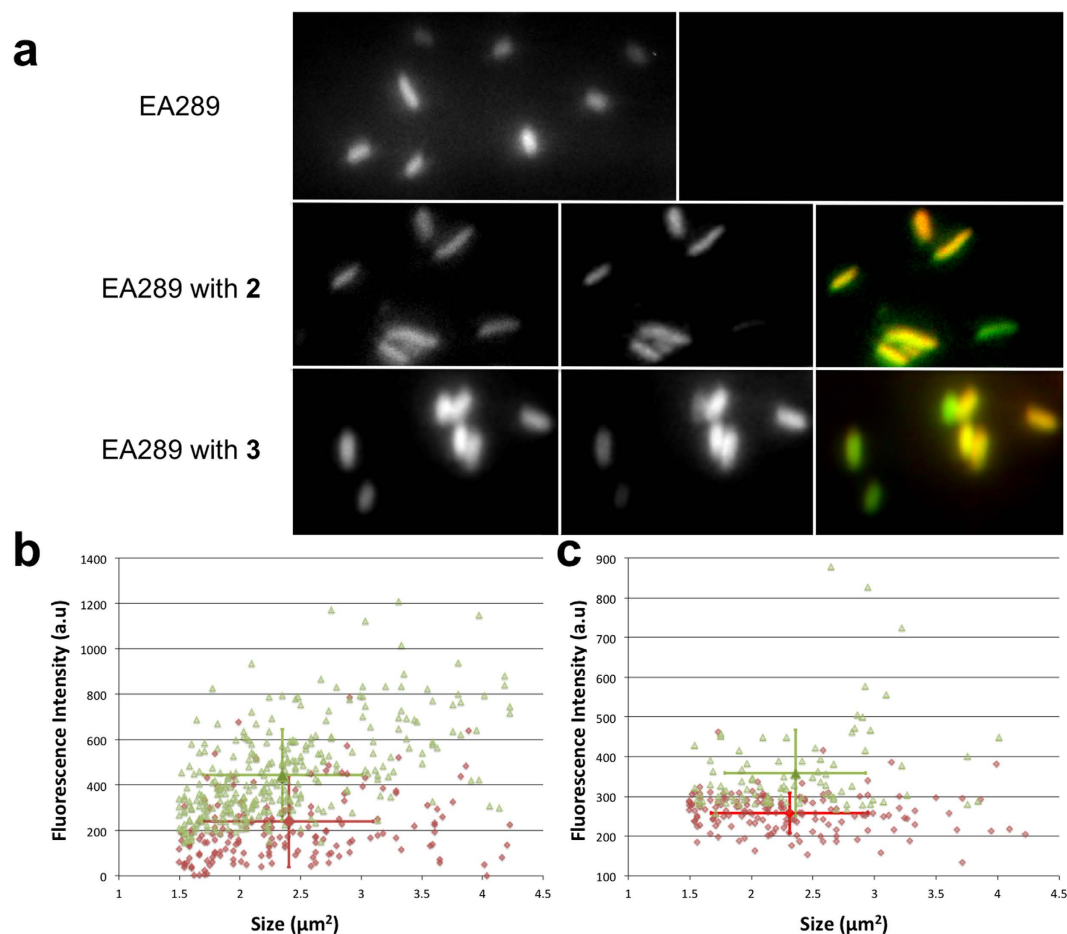 a
EA289
EA289 with 2
EA289 with 3
b
c
1400
1200
1000
800
600
400
200
0
Fluorescence Intensity (a.u)
1 1.5 2 2.5 3 3.5 4 4.5
Size (µm²)
900
800
700
600
500
400
300
200
100
Fluorescence Intensity (a.u)
1 1.5 2 2.5 3 3.5 4 4.5
Size (µm²)